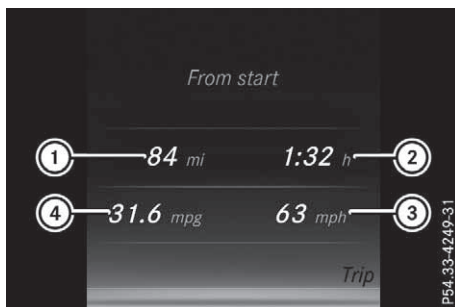 From start
1 84 mi 1:32 h 2
4 31.6 mpg 63 mph 3
Trip
P54.33-4249-31